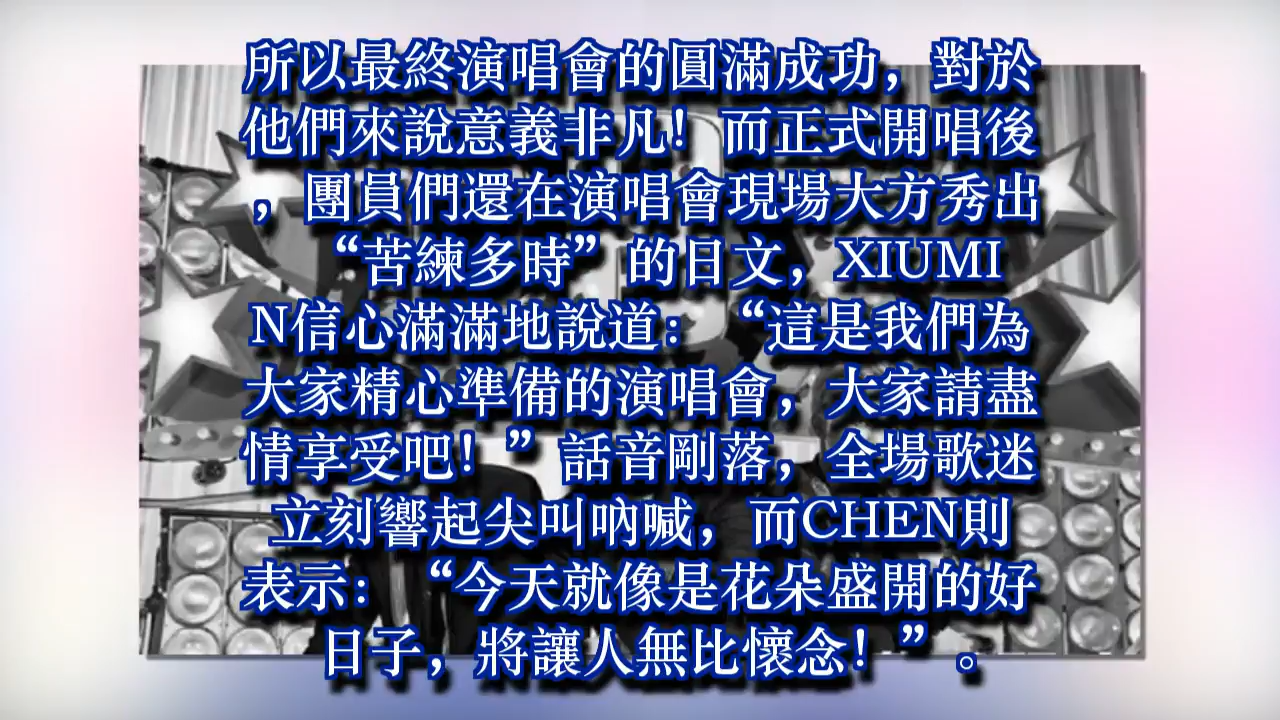 所以最終演唱會的圓滿成功，對於
他們來說意義非凡！而正式開唱後
，團員們還在演唱會現場大方秀出
“苦練多時”的日文，XIUMI
N信心滿滿地說道：“這是我們為
大家精心準備的演唱會，大家請盡
情享受吧！”話音剛落，全場歌迷
立刻響起尖叫吶喊，而CHEN則
表示：“今天就像是花朵盛開的好
日子，將讓人無比懷念！”。